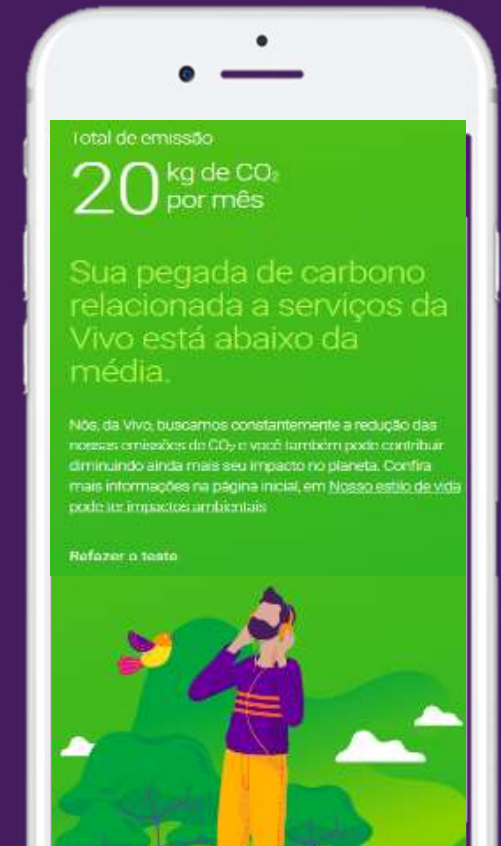 Total de emissão
20 kg de CO₂
por mês
Sua pegada de carbono
relacionada a serviços da
Vivo está abaixo da
média.
Nós, da Vivo, buscamos constantemente a redução das
nossas emissões de CO₂ e você também pode contribuir
diminuindo ainda mais seu impacto no planeta. Confira
mais informações na página inicial, em Nosso estilo de vida
pode ter impactos ambientais
Refazer o teste